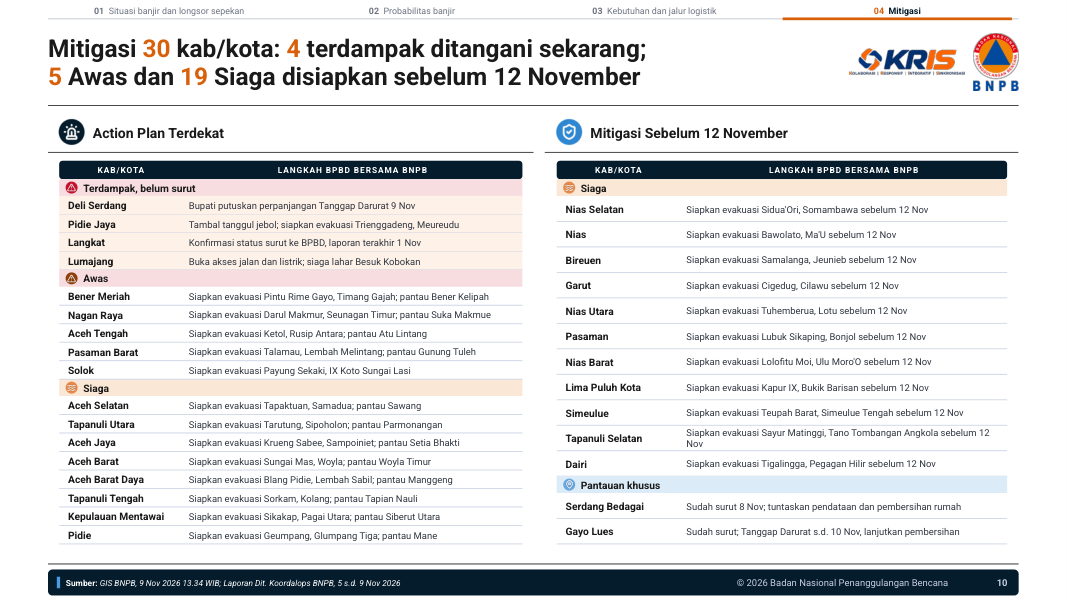 01 Situasi banjir dan longsor sepekan
02 Probabilitas banjir
03 Kebutuhan dan jalur logistik
04 Mitigasi
Mitigasi 30 kab/kota: 4 terdampak ditangani sekarang;
5 Awas dan 19 Siaga disiapkan sebelum 12 November
KRIS
KOLABORASI | RESPONSIF | INTEGRATIF | SINKRONISASI
BNPB
Action Plan Terdekat
KAB/KOTA LANGKAH BPBD BERSAMA BNPB
Terdampak, belum surut
Deli Serdang Bupati putuskan perpanjangan Tanggap Darurat 9 Nov
Pidie Jaya Tambal tanggul jebol; siapkan evakuasi Trienggadeng, Meureudu
Langkat Konfirmasi status surut ke BPBD, laporan terakhir 1 Nov
Lumajang Buka akses jalan dan listrik; siaga lahar Besuk Kobokan
Awas
Bener Meriah Siapkan evakuasi Pintu Rime Gayo, Timang Gajah; pantau Bener Kelipah
Nagan Raya Siapkan evakuasi Darul Makmur, Seunagan Timur; pantau Suka Makmue
Aceh Tengah Siapkan evakuasi Ketol, Rusip Antara; pantau Atu Lintang
Pasaman Barat Siapkan evakuasi Talamau, Lembah Melintang; pantau Gunung Tuleh
Solok Siapkan evakuasi Payung Sekaki, IX Koto Sungai Lasi
Siaga
Aceh Selatan Siapkan evakuasi Tapaktuan, Samadua; pantau Sawang
Tapanuli Utara Siapkan evakuasi Tarutung, Sipoholon; pantau Parmonangan
Aceh Jaya Siapkan evakuasi Krueng Sabee, Sampoiniet; pantau Setia Bhakti
Aceh Barat Siapkan evakuasi Sungai Mas, Woyla; pantau Woyla Timur
Aceh Barat Daya Siapkan evakuasi Blang Pidie, Lembah Sabil; pantau Manggeng
Tapanuli Tengah Siapkan evakuasi Sorkam, Kolang; pantau Tapian Nauli
Kepulauan Mentawai Siapkan evakuasi Sikakap, Pagai Utara; pantau Siberut Utara
Pidie Siapkan evakuasi Geumpang, Glumpang Tiga; pantau Mane
Mitigasi Sebelum 12 November
KAB/KOTA LANGKAH BPBD BERSAMA BNPB
Siaga
Nias Selatan Siapkan evakuasi Sidua'Ori, Somambawa sebelum 12 Nov
Nias Siapkan evakuasi Bawolato, Ma'U sebelum 12 Nov
Bireuen Siapkan evakuasi Samalanga, Jeunieb sebelum 12 Nov
Garut Siapkan evakuasi Cigedug, Cilawu sebelum 12 Nov
Nias Utara Siapkan evakuasi Tuhemberua, Lotu sebelum 12 Nov
Pasaman Siapkan evakuasi Lubuk Sikaping, Bonjol sebelum 12 Nov
Nias Barat Siapkan evakuasi Lolofitu Moi, Ulu Moro'O sebelum 12 Nov
Lima Puluh Kota Siapkan evakuasi Kapur IX, Bukik Barisan sebelum 12 Nov
Simeulue Siapkan evakuasi Teupah Barat, Simeulue Tengah sebelum 12 Nov
Tapanuli Selatan Siapkan evakuasi Sayur Matinggi, Tano Tombangan Angkola sebelum 12
Nov
Dairi Siapkan evakuasi Tigalingga, Pegagan Hilir sebelum 12 Nov
Pantauan khusus
Serdang Bedagai Sudah surut 8 Nov; tuntaskan pendataan dan pembersihan rumah
Gayo Lues Sudah surut; Tanggap Darurat s.d. 10 Nov, lanjutkan pembersihan
Sumber: GIS BNPB, 9 Nov 2026 13.34 WIB; Laporan Dit. Koordalops BNPB, 5 s.d. 9 Nov 2026
© 2026 Badan Nasional Penanggulangan Bencana
10